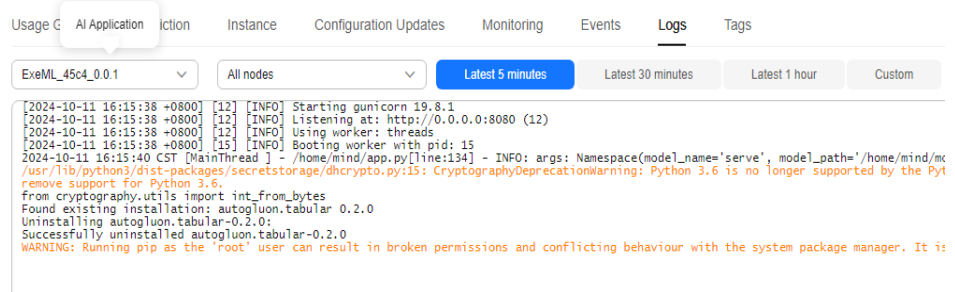 Usage G
AI Application
iction
Instance
Configuration Updates
Monitoring
Events
Logs
Tags
ExeML_45c4_0.0.1
All nodes
Latest 5 minutes
Latest 30 minutes
Latest 1 hour
Custom
[2024-10-11 16:15:38 +0800] [12] [INFO] Starting gunicorn 19.8.1
[2024-10-11 16:15:38 +0800] [12] [INFO] Listening at: http://0.0.0.0:8080 (12)
[2024-10-11 16:15:38 +0800] [12] [INFO] Using worker: threads
[2024-10-11 16:15:38 +0800] [15] [INFO] Booting worker with pid: 15
2024-10-11 16:15:40 CST [MainThread ] - /home/mind/app.py[line:134] - INFO: args: Namespace(model_name='serve', model_path='/home/mind/mo
/usr/lib/python3/dist-packages/secretstorage/dhcrypto.py:15: CryptographyDeprecationWarning: Python 3.6 is no longer supported by the Pyt
remove support for Python 3.6.
from cryptography.utils import int_from_bytes
Found existing installation: autogluon.tabular 0.2.0
Uninstalling autogluon.tabular-0.2.0:
Successfully uninstalled autogluon.tabular-0.2.0
WARNING: Running pip as the 'root' user can result in broken permissions and conflicting behaviour with the system package manager. It is